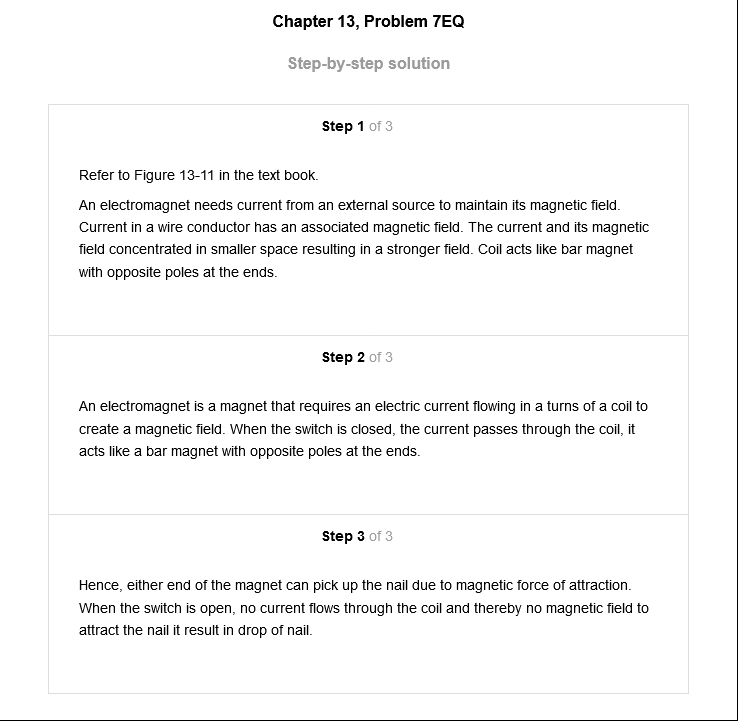 Chapter 13, Problem 7EQ
Step-by-step solution
Step 1 of 3
Refer to Figure 13-11 in the text book.
An electromagnet needs current from an external source to maintain its magnetic field.
Current in a wire conductor has an associated magnetic field. The current and its magnetic
field concentrated in smaller space resulting in a stronger field. Coil acts like bar magnet
with opposite poles at the ends.
Step 2 of 3
An electromagnet is a magnet that requires an electric current flowing in a turns of a coil to
create a magnetic field. When the switch is closed, the current passes through the coil, it
acts like a bar magnet with opposite poles at the ends.
Step 3 of 3
Hence, either end of the magnet can pick up the nail due to magnetic force of attraction.
When the switch is open, no current flows through the coil and thereby no magnetic field to
attract the nail it result in drop of nail.